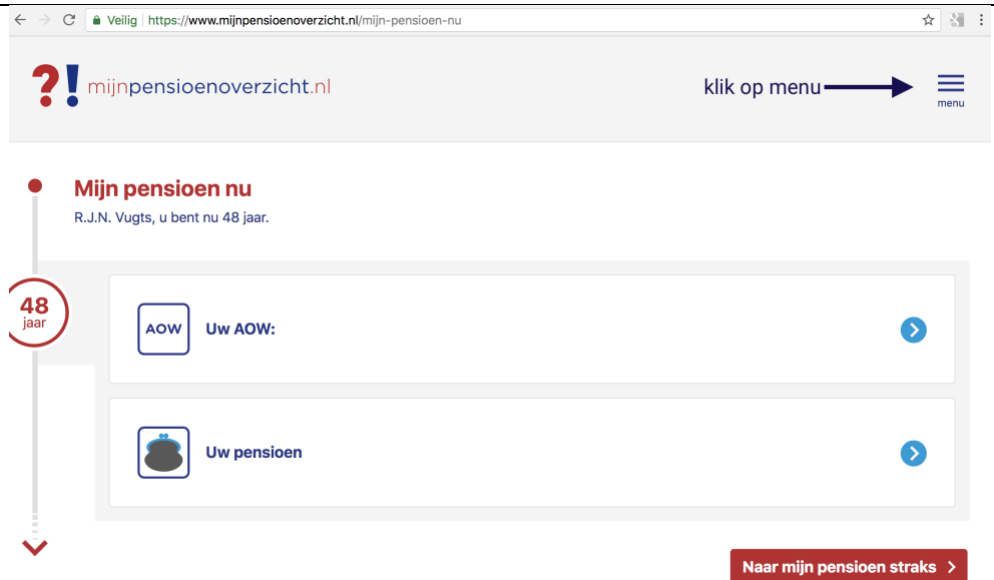 Veilig | https://www.mijnpensioenoverzicht.nl/mijn-pensioen-nu
?! mijnpensioenoverzicht.nl
klik op menu
menu
Mijn pensioen nu
R.J.N. Vugts, u bent nu 48 jaar.
48
jaar
AOW Uw AOW:
Uw pensioen
Naar mijn pensioen straks